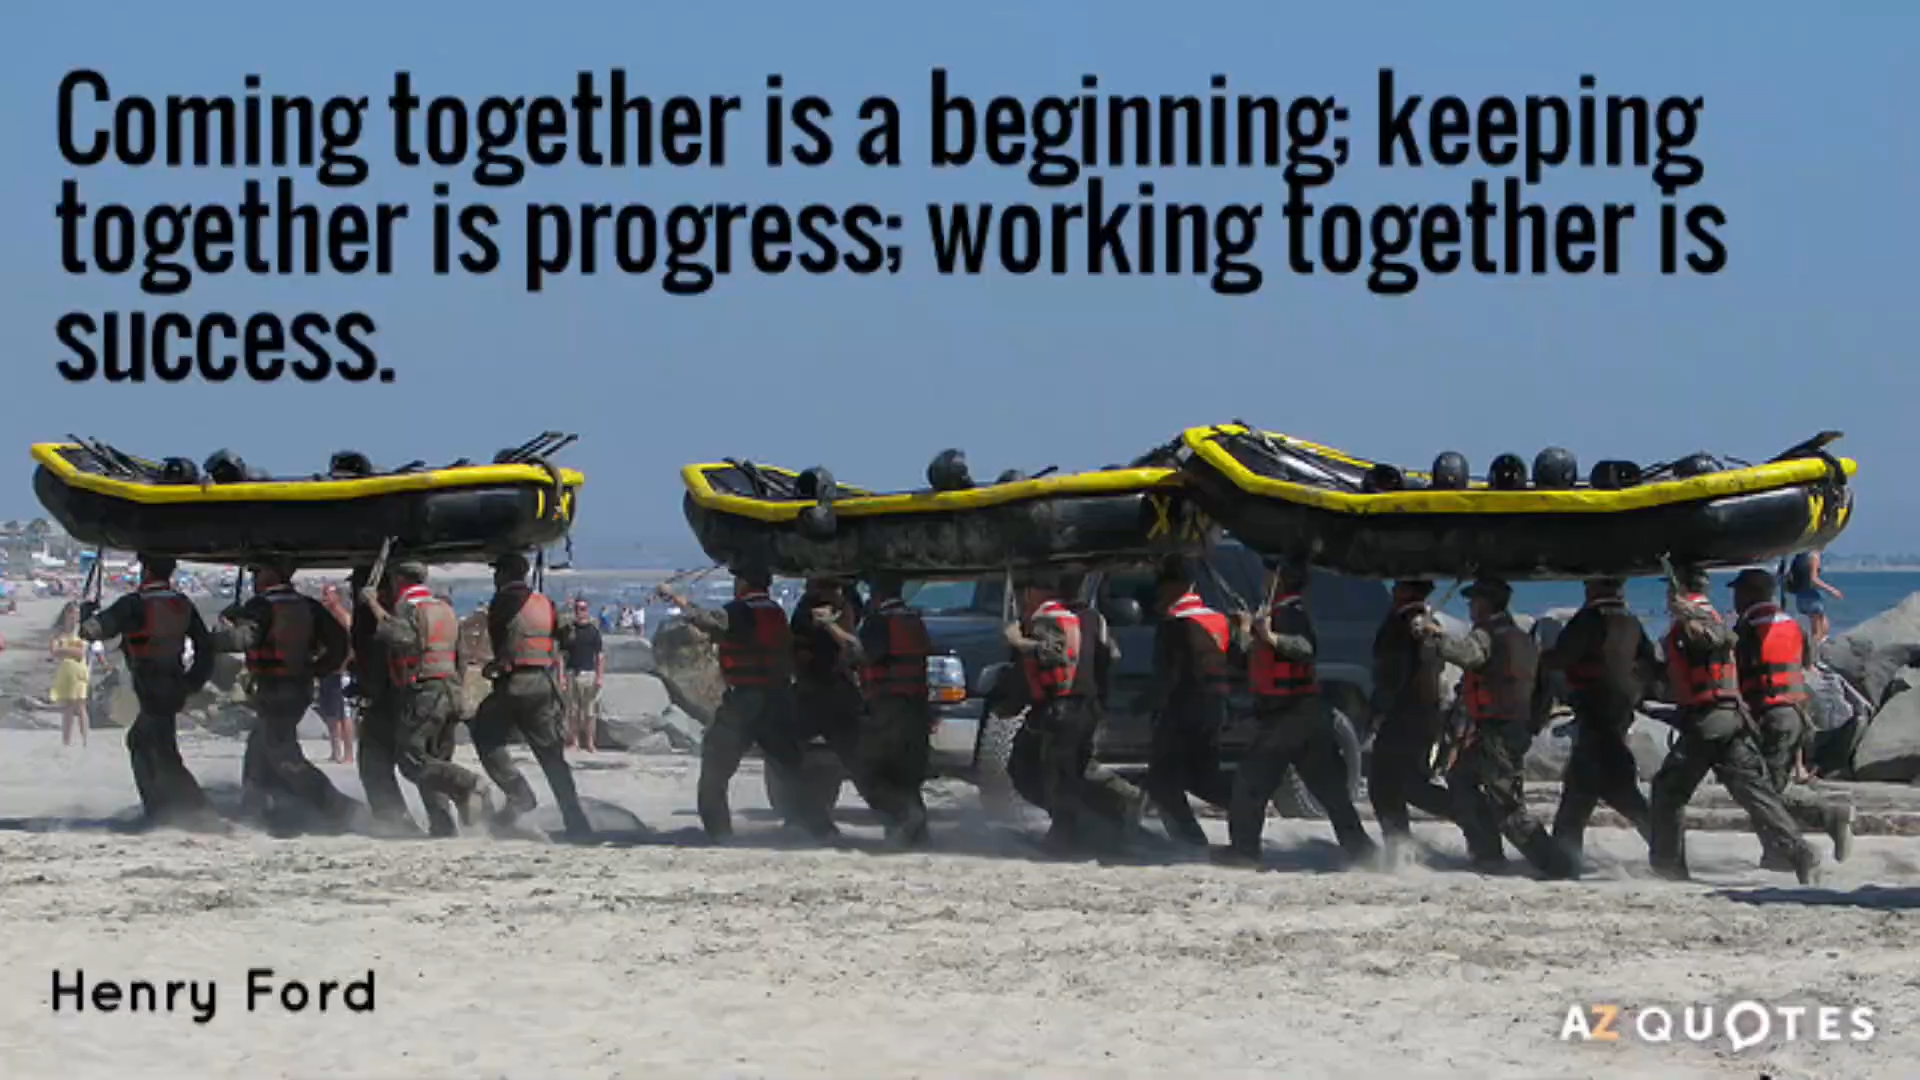 Coming together is a beginning; keeping
together is progress; working together is
success.
Henry Ford
AZ QUOTES